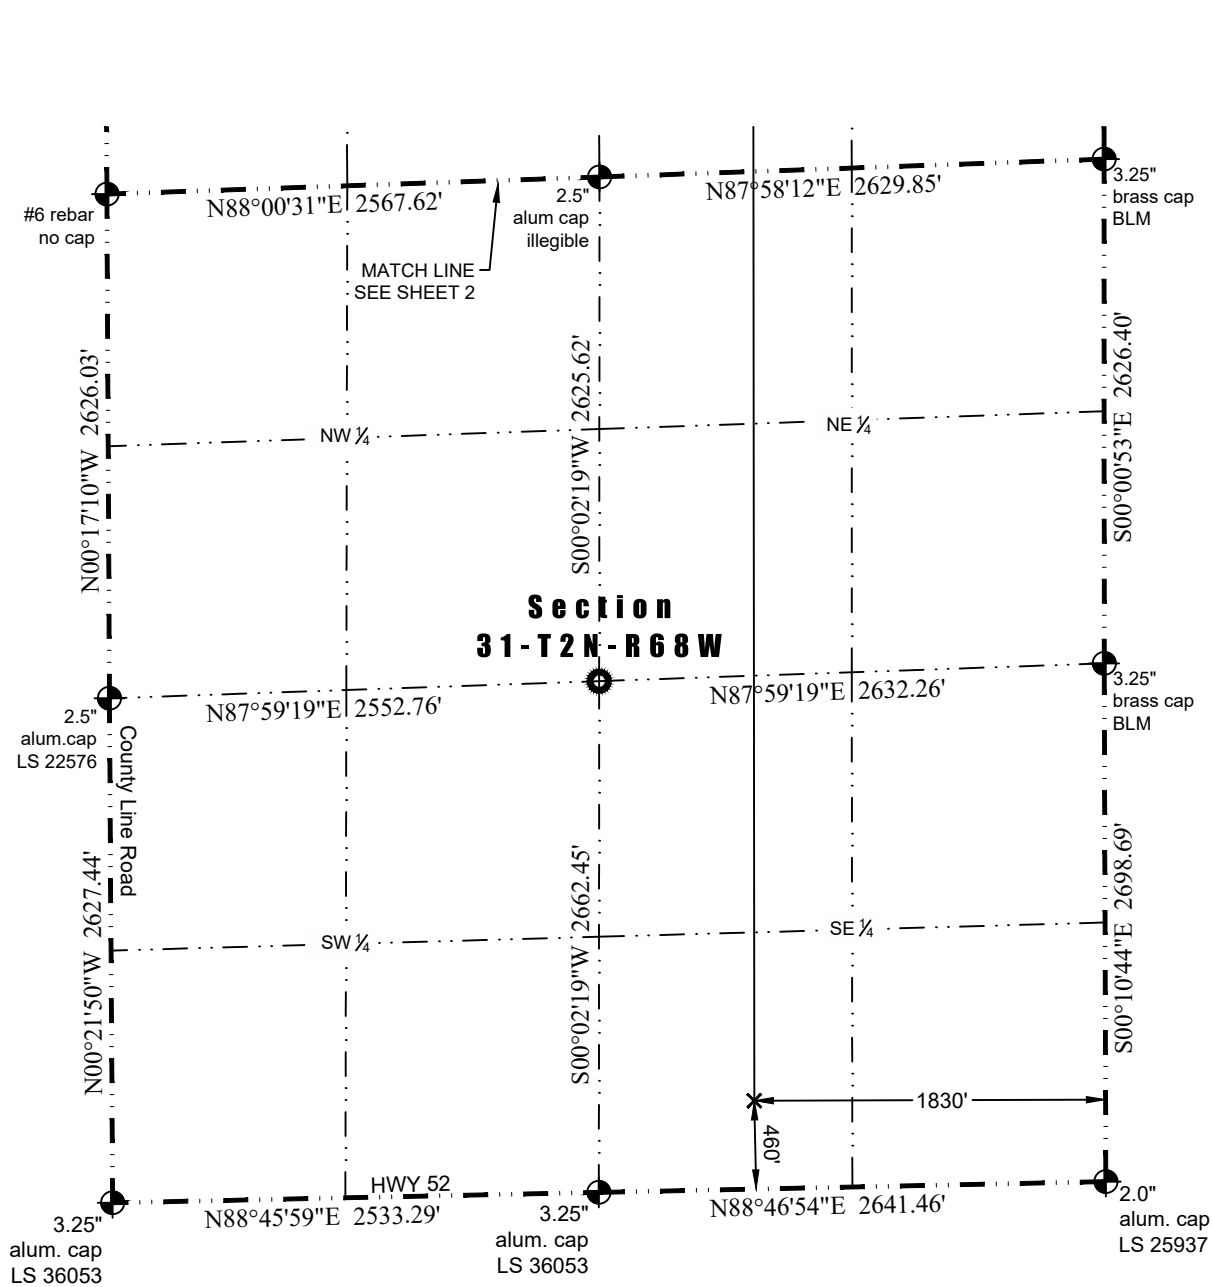 N88°00'31"E 2567.62'
N87°58'12"E 2629.85'
#6 rebar
no cap
2.5"
alum cap
illegible
3.25"
brass cap
BLM
MATCH LINE
SEE SHEET 2
N00°17'10"W 2626.03'
S00°02'19"W 2625.62'
S00°00'53"E 2626.40'
NW ¼
NE ¼
Section
31-T2N-R68W
N87°59'19"E 2552.76'
N87°59'19"E 2632.26'
2.5"
alum.cap
LS 22576
3.25"
brass cap
BLM
County Line Road
N00°21'50"W 2627.44'
S00°02'19"W 2662.45'
S00°10'44"E 2698.69'
SW ¼
SE ¼
1830'
460'
HWY 52
N88°45'59"E 2533.29'
N88°46'54"E 2641.46'
3.25"
alum. cap
LS 36053
3.25"
alum. cap
LS 36053
2.0"
alum. cap
LS 25937